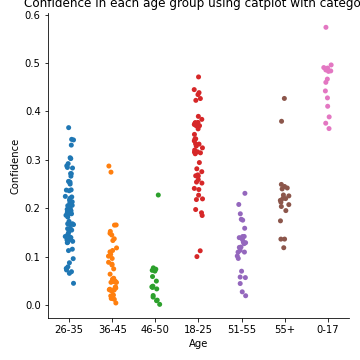 Confidence in each age group using catplot with catego
0.6
0.5
0.4
0.3
0.2
0.1
0.0
Confidence
26-35 36-45 46-50 18-25 51-55 55+ 0-17
Age